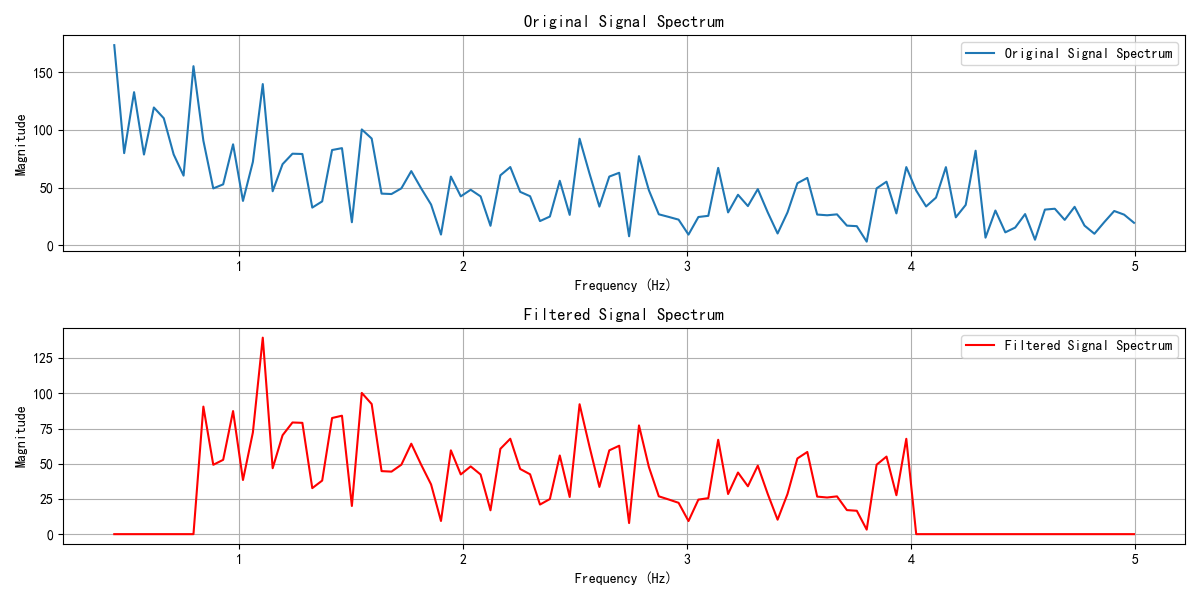 Original Signal Spectrum
Original Signal Spectrum
Magnitude
150
100
50
0
1 2 3 4 5
Frequency (Hz)
Filtered Signal Spectrum
Filtered Signal Spectrum
Magnitude
125
100
75
50
25
0
1 2 3 4 5
Frequency (Hz)